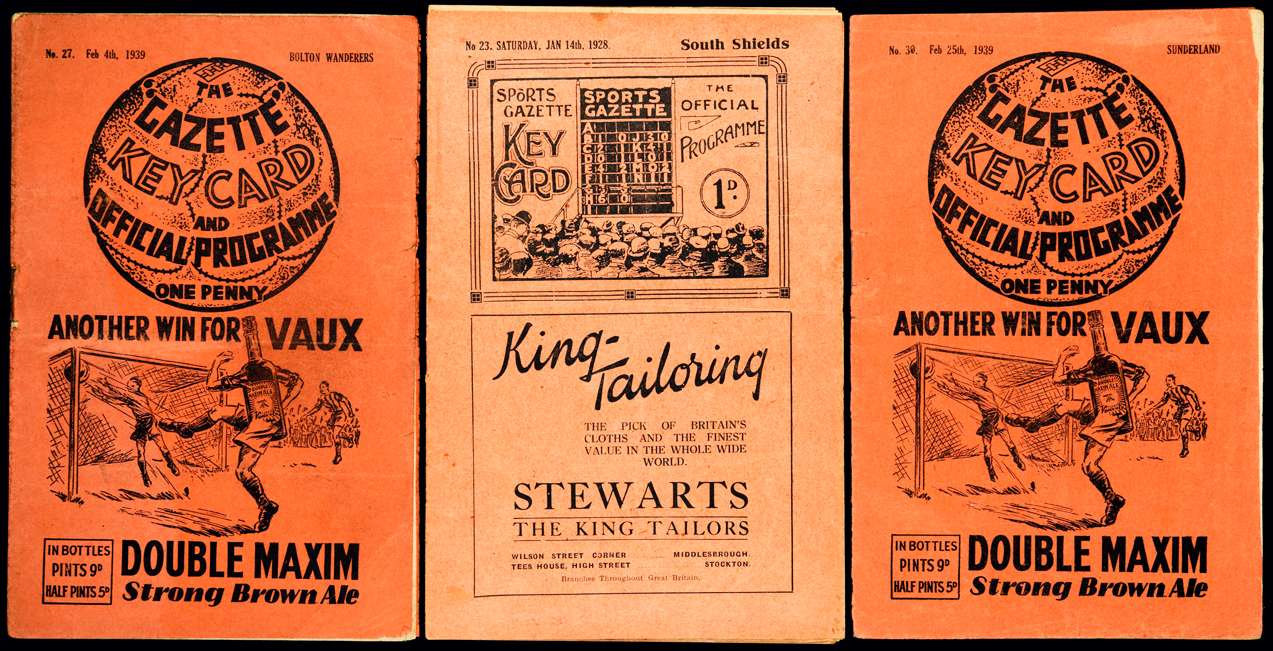 No. 27. Feb 4th, 1939 BOLTON WANDERERS
THE
GAZETTE
KEY CARD
AND
OFFICIAL PROGRAMME
ONE PENNY
ANOTHER WIN FOR VAUX
IN BOTTLES
PINTS 9D
HALF PINTS 5D
DOUBLE MAXIM
Strong Brown Ale
No 23. SATURDAY, JAN 14th, 1928. South Shields
SPORTS
GAZETTE
KEY
CARD
SPORTS
GAZETTE
THE
OFFICIAL
PROGRAMME
1D.
King-
Tailoring
THE PICK OF BRITAIN'S
CLOTHS AND THE FINEST
VALUE IN THE WHOLE WIDE
WORLD.
STEWARTS
THE KING TAILORS
WILSON STREET CORNER MIDDLESBROUGH.
TEES HOUSE, HIGH STREET STOCKTON.
Branches Throughout Great Britain.
No. 30. Feb 25th, 1939 SUNDERLAND
THE
GAZETTE
KEY CARD
AND
OFFICIAL PROGRAMME
ONE PENNY
ANOTHER WIN FOR VAUX
IN BOTTLES
PINTS 9D
HALF PINTS 5D
DOUBLE MAXIM
Strong Brown Ale